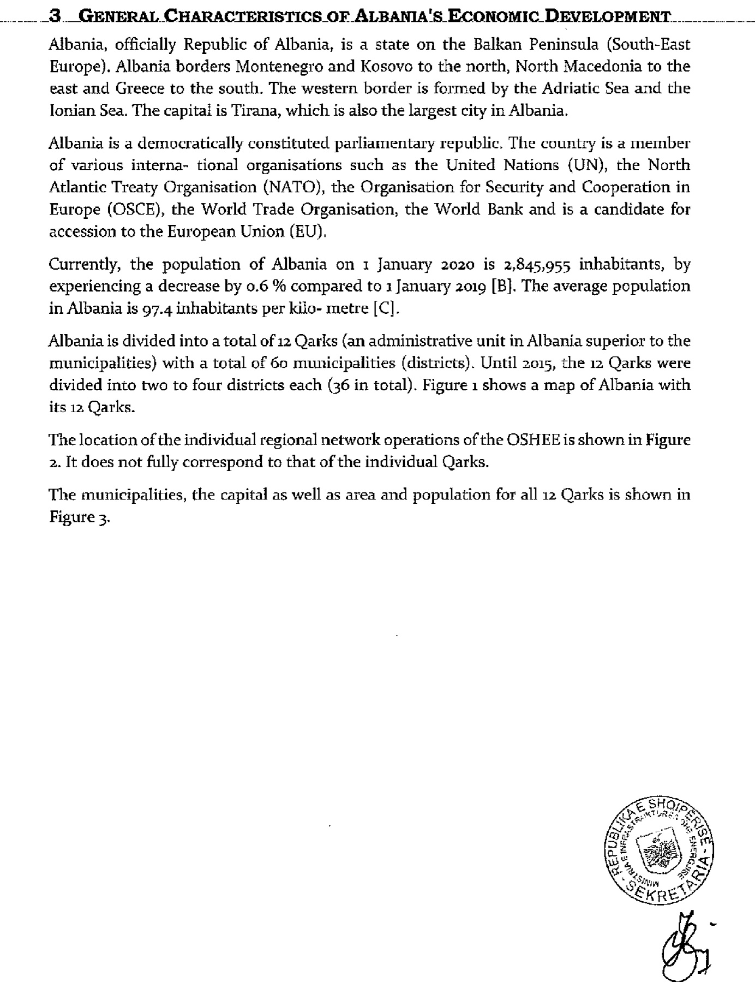 3 GENERAL CHARACTERISTICS OF ALBANIA'S ECONOMIC DEVELOPMENT
Albania, officially Republic of Albania, is a state on the Balkan Peninsula (South-East
Europe). Albania borders Montenegro and Kosovo to the north, North Macedonia to the
east and Greece to the south. The western border is formed by the Adriatic Sea and the
Ionian Sea. The capital is Tirana, which is also the largest city in Albania.
Albania is a democratically constituted parliamentary republic. The country is a member
of various interna- tional organisations such as the United Nations (UN), the North
Atlantic Treaty Organisation (NATO), the Organisation for Security and Cooperation in
Europe (OSCE), the World Trade Organisation, the World Bank and is a candidate for
accession to the European Union (EU).
Currently, the population of Albania on 1 January 2020 is 2,845,955 inhabitants, by
experiencing a decrease by 0.6 % compared to 1 January 2019 [B]. The average population
in Albania is 97.4 inhabitants per kilo- metre [C].
Albania is divided into a total of 12 Qarks (an administrative unit in Albania superior to the
municipalities) with a total of 60 municipalities (districts). Until 2015, the 12 Qarks were
divided into two to four districts each (36 in total). Figure 1 shows a map of Albania with
its 12 Qarks.
The location of the individual regional network operations of the OSHEE is shown in Figure
2. It does not fully correspond to that of the individual Qarks.
The municipalities, the capital as well as area and population for all 12 Qarks is shown in
Figure 3.
- REPUBLIKA E SHQIPËRISË -
MINISTRIA E INFRASTRUKTURËS DHE ENERGJISË
SEKRETARIA